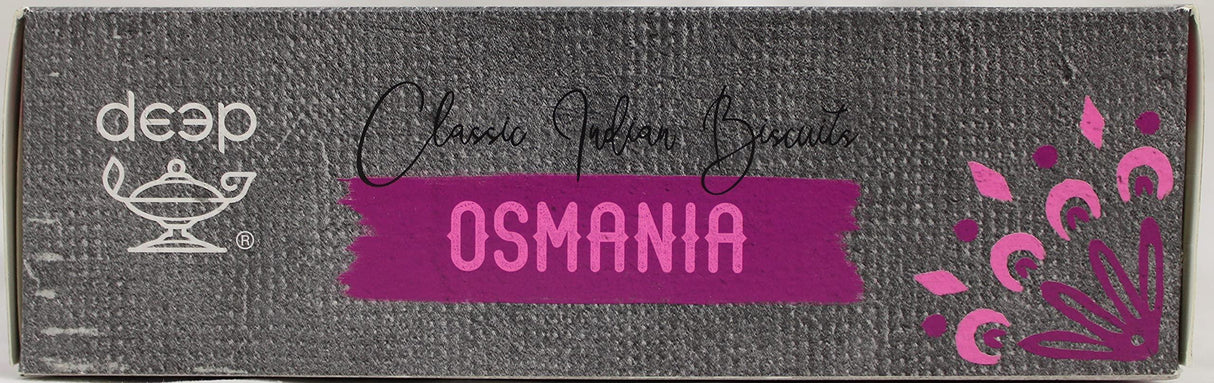 deep
®
Classic Indian Biscuits
OSMANIA